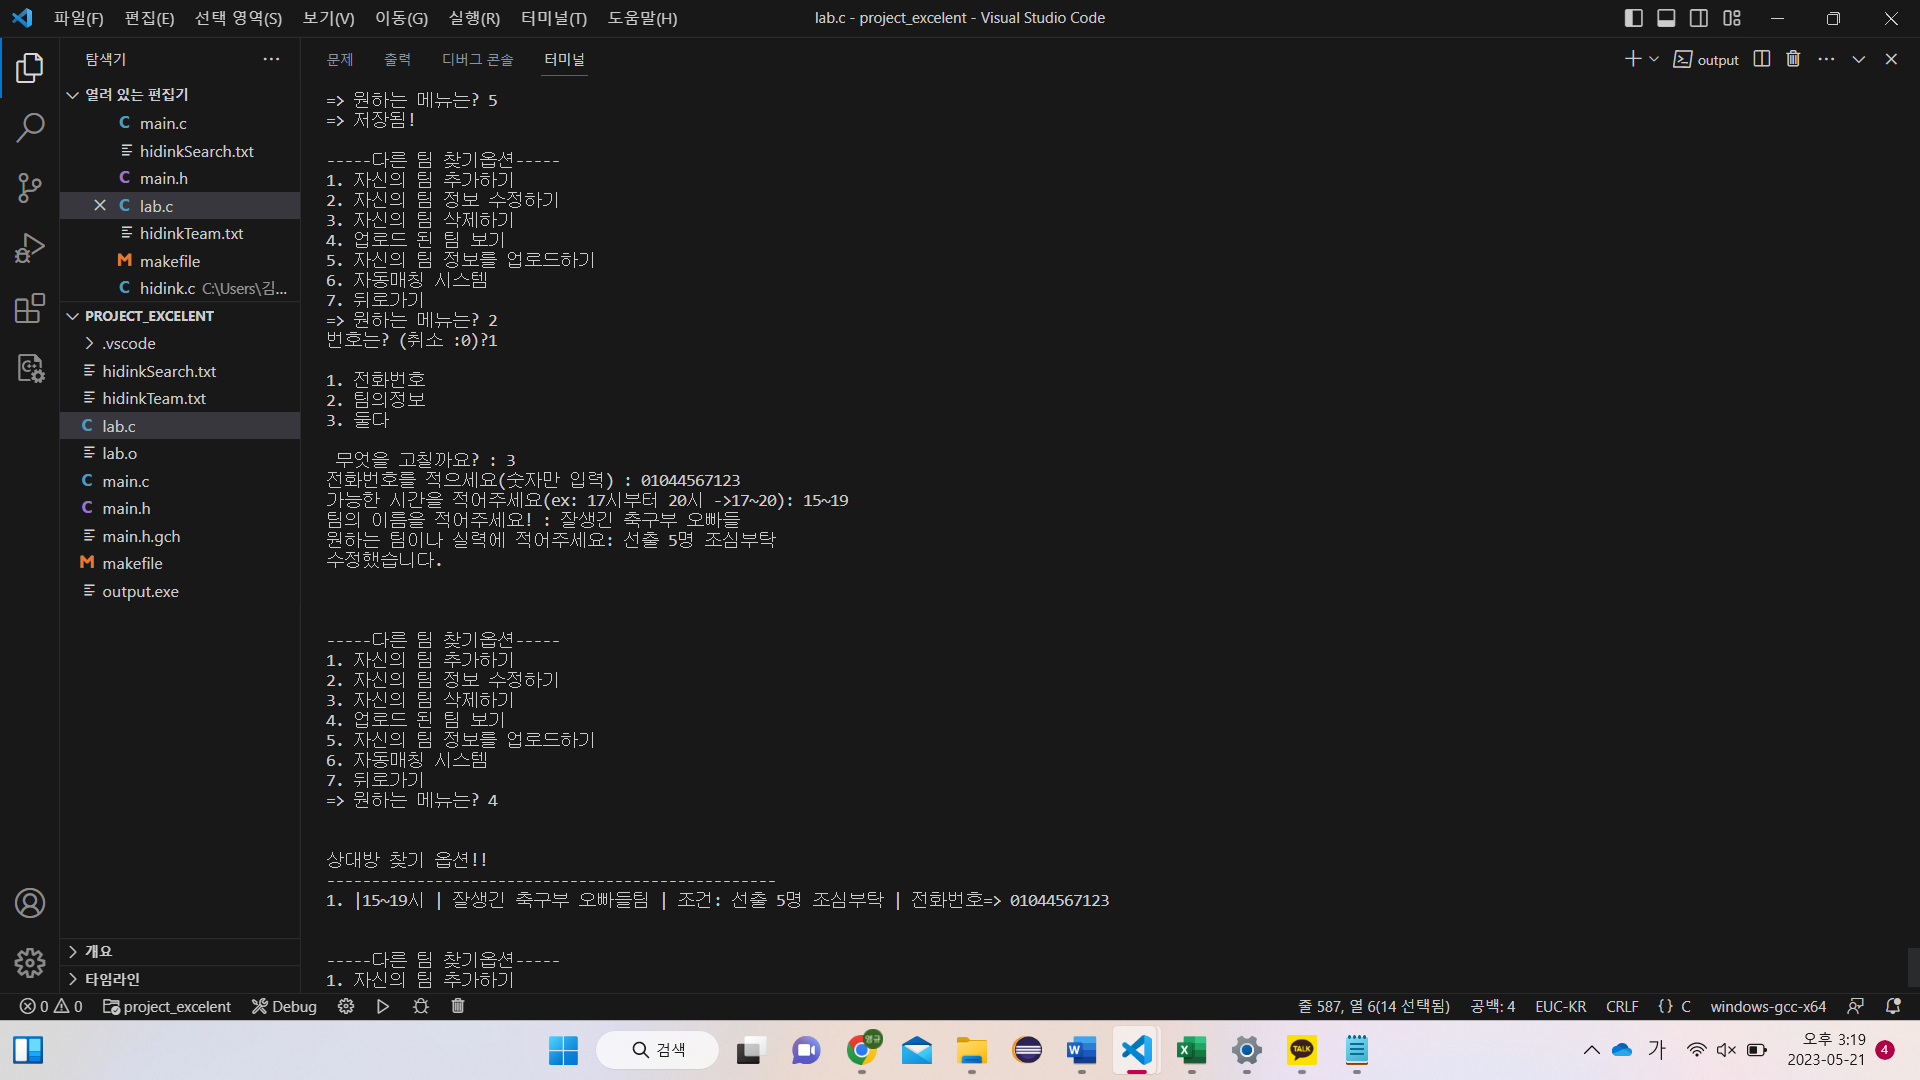 파일(F) 편집(E) 선택 영역(S) 보기(V) 이동(G) 실행(R) 터미널(T) 도움말(H) lab.c - project_excelent - Visual Studio Code
탐색기
열려 있는 편집기
C main.c
hidinkSearch.txt
C main.h
C lab.c
hidinkTeam.txt
M makefile
C hidink.c C:\Users\김...
PROJECT_EXCELENT
.vscode
hidinkSearch.txt
hidinkTeam.txt
C lab.c
lab.o
C main.c
C main.h
main.h.gch
M makefile
output.exe
개요
타임라인
문제 출력 디버그 콘솔 터미널
output
=> 원하는 메뉴는? 5
=> 저장됨!
-----다른 팀 찾기옵션-----
1. 자신의 팀 추가하기
2. 자신의 팀 정보 수정하기
3. 자신의 팀 삭제하기
4. 업로드 된 팀 보기
5. 자신의 팀 정보를 업로드하기
6. 자동매칭 시스템
7. 뒤로가기
=> 원하는 메뉴는? 2
번호는? (취소 :0)?1
1. 전화번호
2. 팀의정보
3. 둘다
무엇을 고칠까요? : 3
전화번호를 적으세요(숫자만 입력) : 01044567123
가능한 시간을 적어주세요(ex: 17시부터 20시 ->17~20): 15~19
팀의 이름을 적어주세요! : 잘생긴 축구부 오빠들
원하는 팀이나 실력에 적어주세요: 선출 5명 조심부탁
수정했습니다.
-----다른 팀 찾기옵션-----
1. 자신의 팀 추가하기
2. 자신의 팀 정보 수정하기
3. 자신의 팀 삭제하기
4. 업로드 된 팀 보기
5. 자신의 팀 정보를 업로드하기
6. 자동매칭 시스템
7. 뒤로가기
=> 원하는 메뉴는? 4
상대방 찾기 옵션!!
--------------------------------------------------
1. |15~19시 | 잘생긴 축구부 오빠들팀 | 조건: 선출 5명 조심부탁 | 전화번호=> 01044567123
-----다른 팀 찾기옵션-----
1. 자신의 팀 추가하기
0 0 project_excelent Debug 줄 587, 열 6(14 선택됨) 공백: 4 EUC-KR CRLF {} C windows-gcc-x64
검색 영규 W X TALK 가 오후 3:19
2023-05-21 4